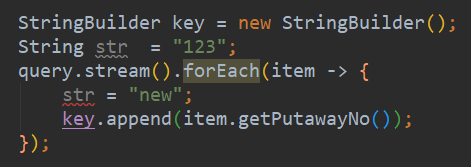 StringBuilder key = new StringBuilder();
String str  = "123";
query.stream().forEach(item -> {
    str = "new";
    key.append(item.getPutawayNo());
});